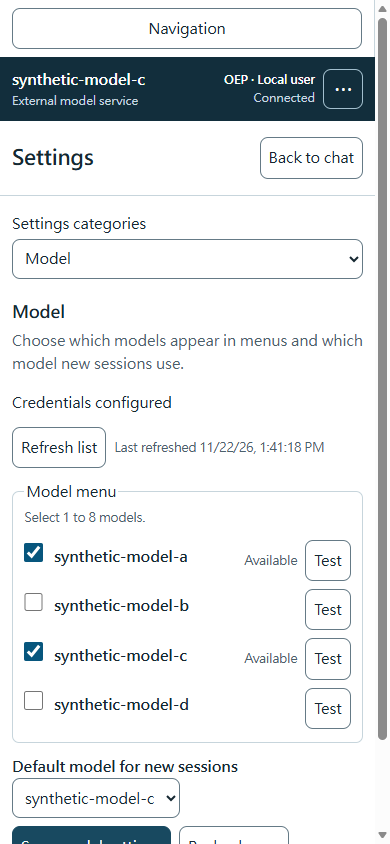 Navigation
synthetic-model-c
OEP · Local user
External model service
Connected
...
Settings
Back to chat
Settings categories
Model
Model
Choose which models appear in menus and which
model new sessions use.
Credentials configured
Refresh list
Last refreshed 11/22/26, 1:41:18 PM
Model menu
Select 1 to 8 models.
synthetic-model-a
Available
Test
synthetic-model-b
Test
synthetic-model-c
Available
Test
synthetic-model-d
Test
Default model for new sessions
synthetic-model-c